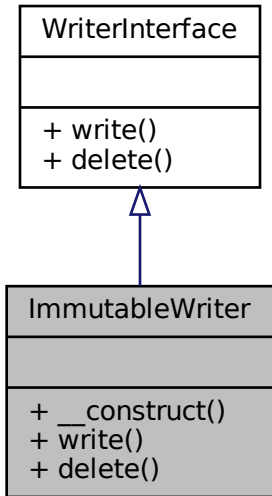 WriterInterface
+ write()
+ delete()
ImmutableWriter
+ __construct()
+ write()
+ delete()